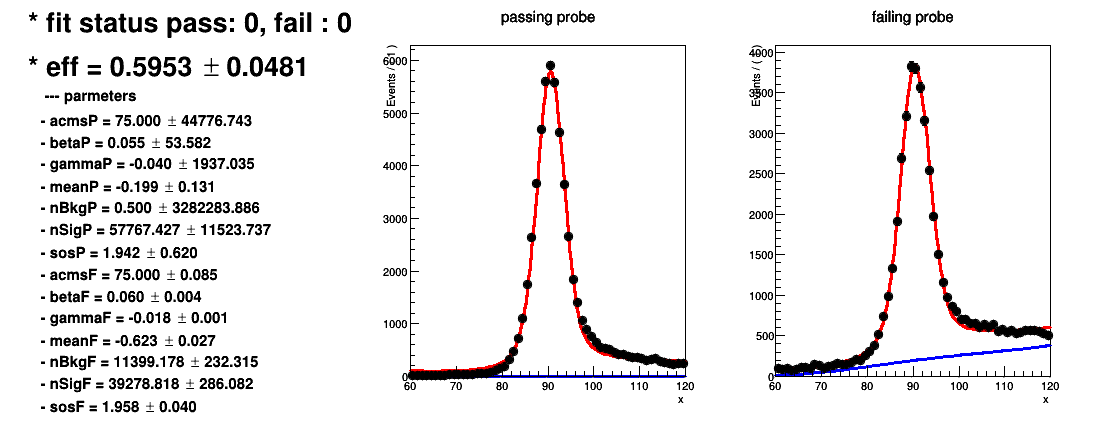 * fit status pass: 0, fail : 0
* eff = 0.5953 ± 0.0481
--- parmeters
- acmsP = 75.000 ± 44776.743
- betaP = 0.055 ± 53.582
- gammaP = -0.040 ± 1937.035
- meanP = -0.199 ± 0.131
- nBkgP = 0.500 ± 3282283.886
- nSigP = 57767.427 ± 11523.737
- sosP = 1.942 ± 0.620
- acmsF = 75.000 ± 0.085
- betaF = 0.060 ± 0.004
- gammaF = -0.018 ± 0.001
- meanF = -0.623 ± 0.027
- nBkgF = 11399.178 ± 232.315
- nSigF = 39278.818 ± 286.082
- sosF = 1.958 ± 0.040
passing probe
Events / ( 1 )
6000
5000
4000
3000
2000
1000
0
60 70 80 90 100 110 120
x
failing probe
Events / (
4000
3500
3000
2500
2000
1500
1000
500
0
60 70 80 90 100 110 120
x